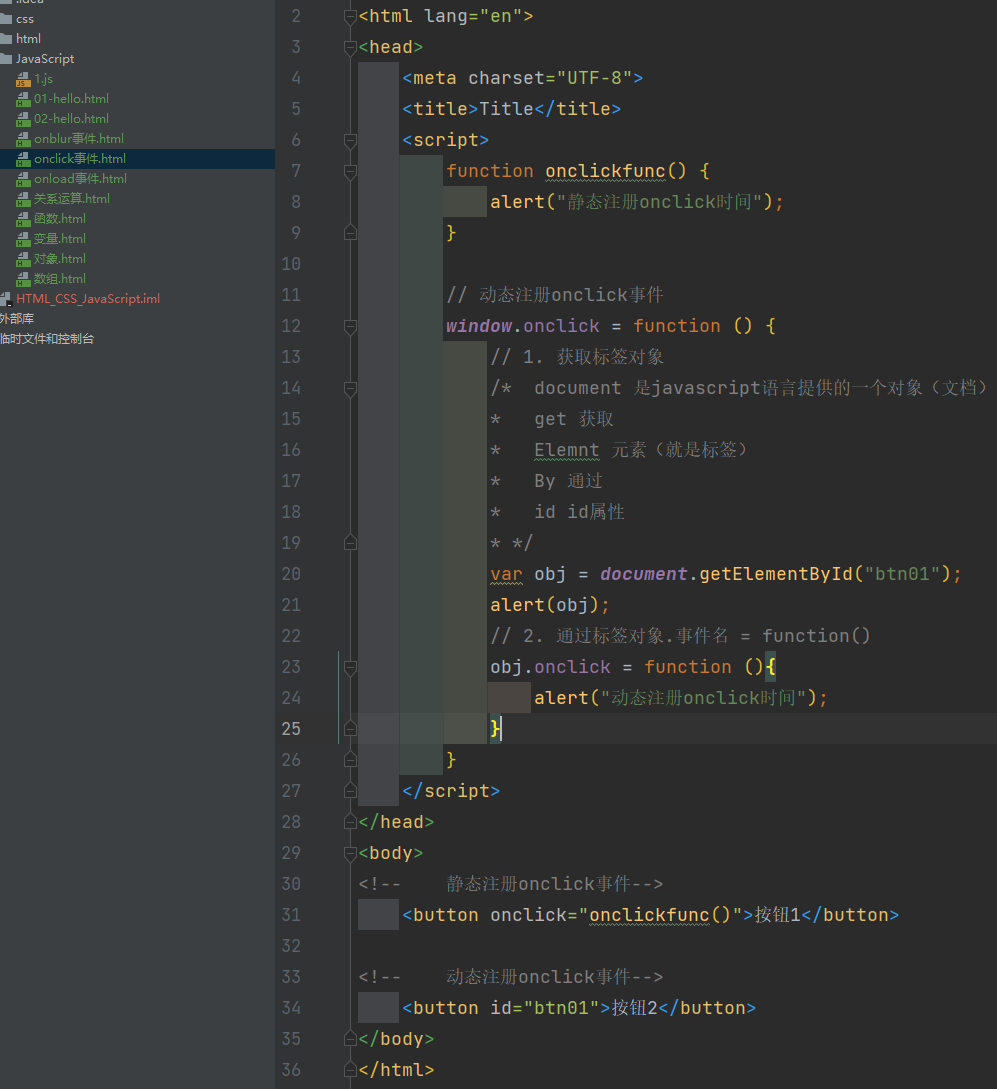 .idea
css
html
JavaScript
1.js
01-hello.html
02-hello.html
onblur事件.html
onclick事件.html
onload事件.html
关系运算.html
函数.html
变量.html
对象.html
数组.html
HTML_CSS_JavaScript.iml
外部库
临时文件和控制台
2 <html lang="en">
3 <head>
4 <meta charset="UTF-8">
5 <title>Title</title>
6 <script>
7 function onclickfunc() {
8 alert("静态注册onclick时间");
9 }
10
11 // 动态注册onclick事件
12 window.onclick = function () {
13 // 1. 获取标签对象
14 /* document 是javascript语言提供的一个对象（文档）
15 * get 获取
16 * Elemnt 元素（就是标签）
17 * By 通过
18 * id id属性
19 * */
20 var obj = document.getElementById("btn01");
21 alert(obj);
22 // 2. 通过标签对象.事件名 = function()
23 obj.onclick = function (){
24 alert("动态注册onclick时间");
25 }
26 }
27 </script>
28 </head>
29 <body>
30 <!-- 静态注册onclick事件-->
31 <button onclick="onclickfunc()">按钮1</button>
32
33 <!-- 动态注册onclick事件-->
34 <button id="btn01">按钮2</button>
35 </body>
36 </html>